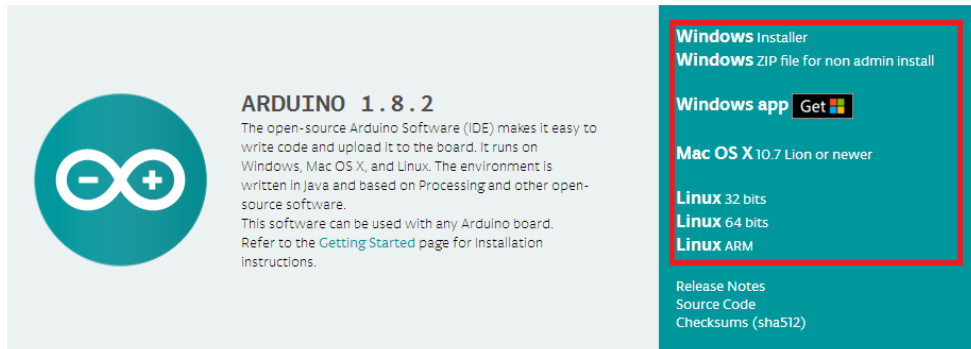 ARDUINO 1.8.2
The open-source Arduino Software (IDE) makes it easy to
write code and upload it to the board. It runs on
Windows, Mac OS X, and Linux. The environment is
written in Java and based on Processing and other open-
source software.
This software can be used with any Arduino board.
Refer to the Getting Started page for Installation
instructions.
Windows Installer
Windows ZIP file for non admin install
Windows app Get
Mac OS X 10.7 Lion or newer
Linux 32 bits
Linux 64 bits
Linux ARM
Release Notes
Source Code
Checksums (sha512)